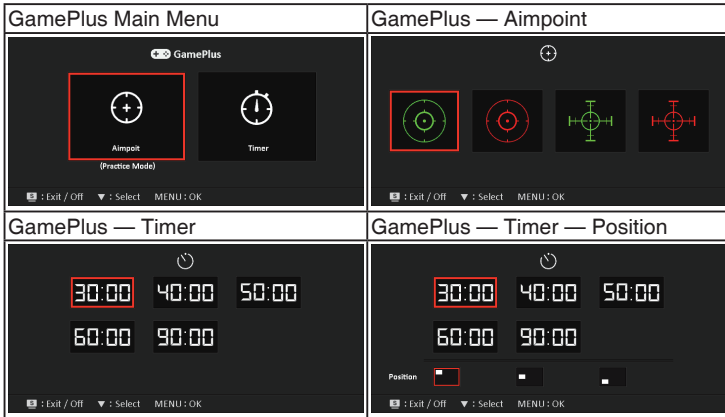 GamePlus Main Menu
GamePlus
Aimpoit
(Practice Mode)
Timer
S : Exit / Off ▼ : Select MENU : OK
GamePlus — Aimpoint
S : Exit / Off ▼ : Select MENU : OK
GamePlus — Timer
30:00 40:00 50:00
60:00 90:00
S : Exit / Off ▼ : Select MENU : OK
GamePlus — Timer — Position
30:00 40:00 50:00
60:00 90:00
Position
S : Exit / Off ▼ : Select MENU : OK